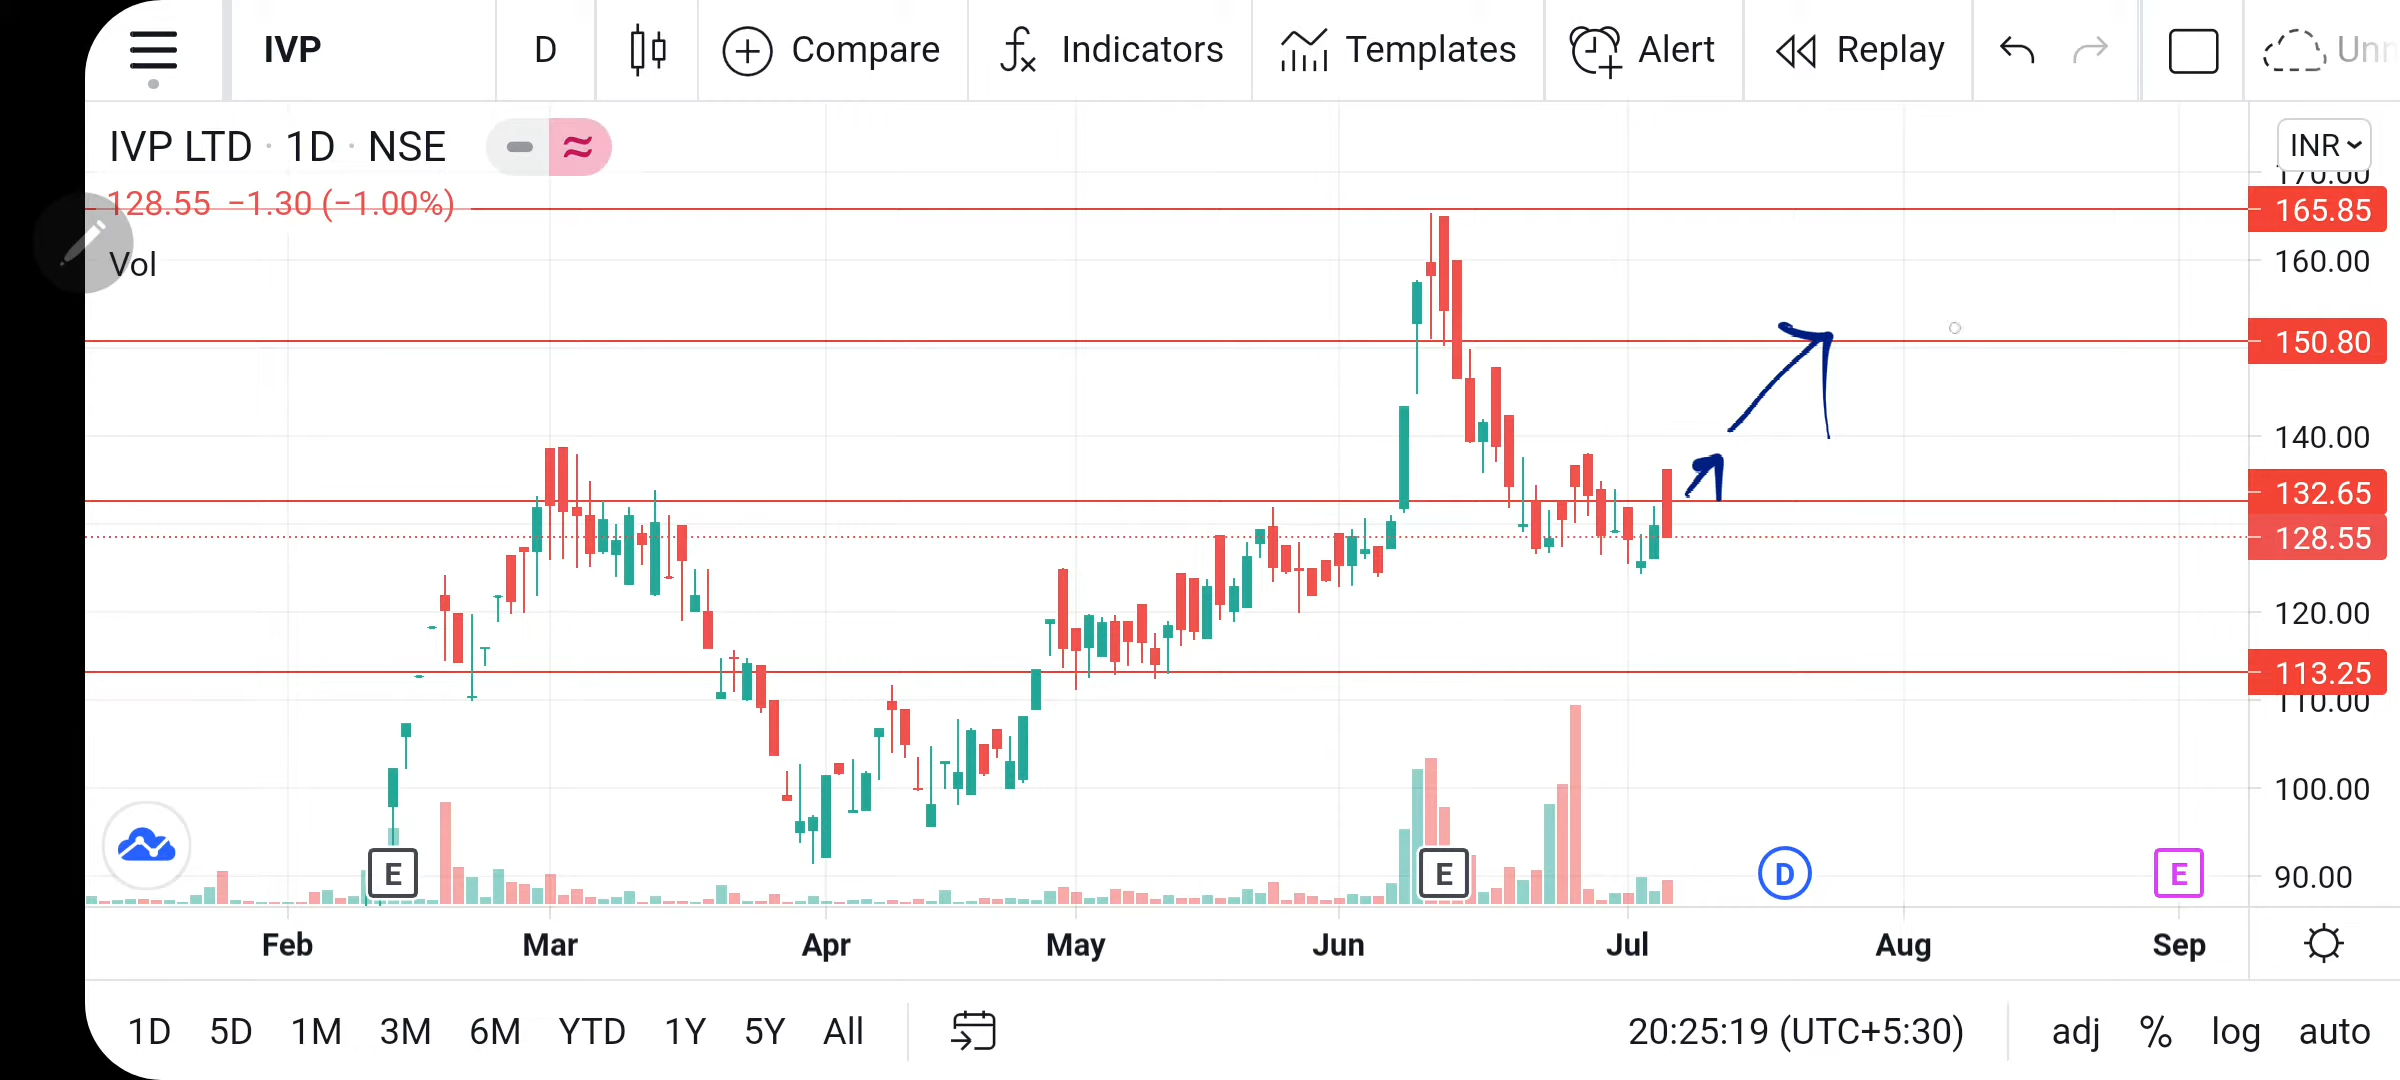 IVP D Compare Indicators Templates Alert Replay Unn
IVP LTD · 1D · NSE
INR
170.00
128.55 −1.30 (−1.00%)
165.85
Vol
160.00
150.80
140.00
132.65
128.55
120.00
113.25
110.00
100.00
E E D E
90.00
Feb Mar Apr May Jun Jul Aug Sep
1D 5D 1M 3M 6M YTD 1Y 5Y All 20:25:19 (UTC+5:30) adj % log auto